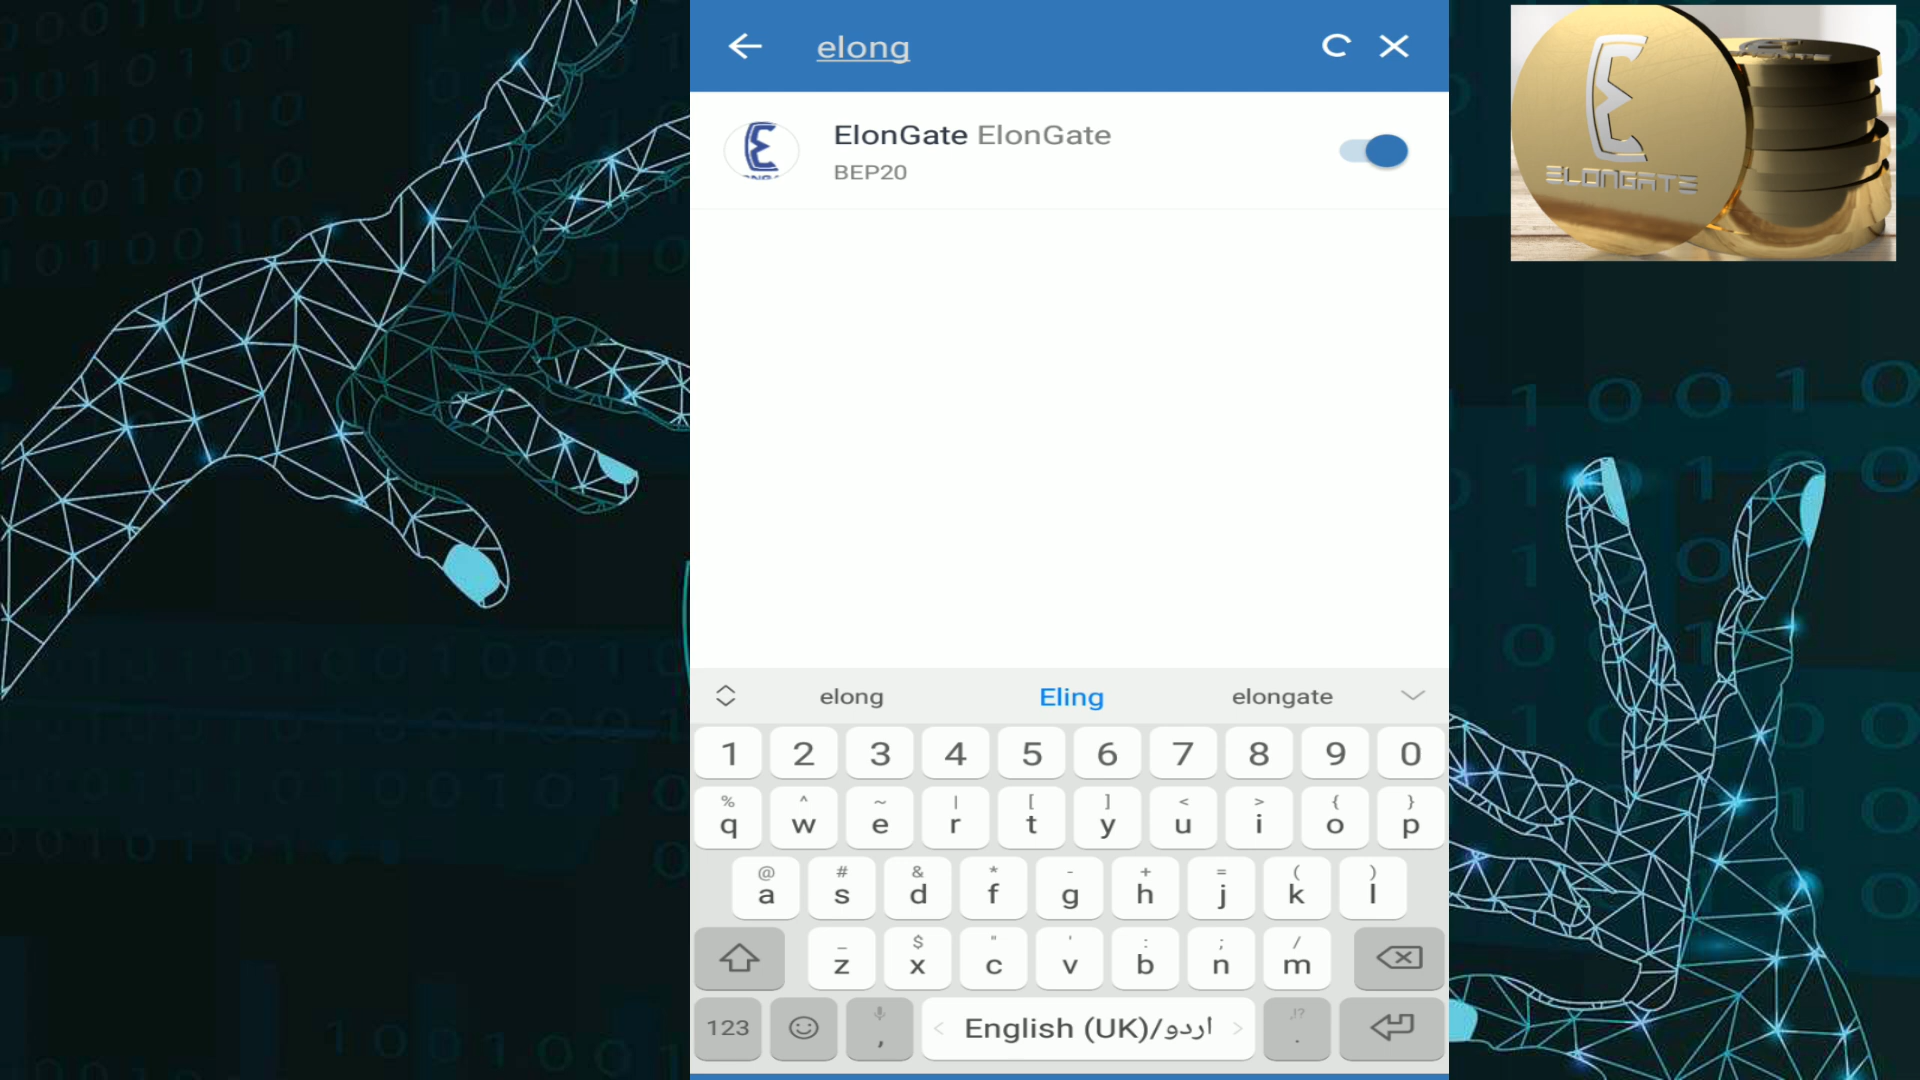 elong
ElonGate ElonGate
BEP20
ELONGATE
elong Eling elongate
1 2 3 4 5 6 7 8 9 0
% ^ ~ | [ ] < > { }
q w e r t y u i o p
@ # & * - + = ( )
a s d f g h j k l
_ $ " ' : ; /
z x c v b n m
,!?
123 , < English (UK)/اردو > .